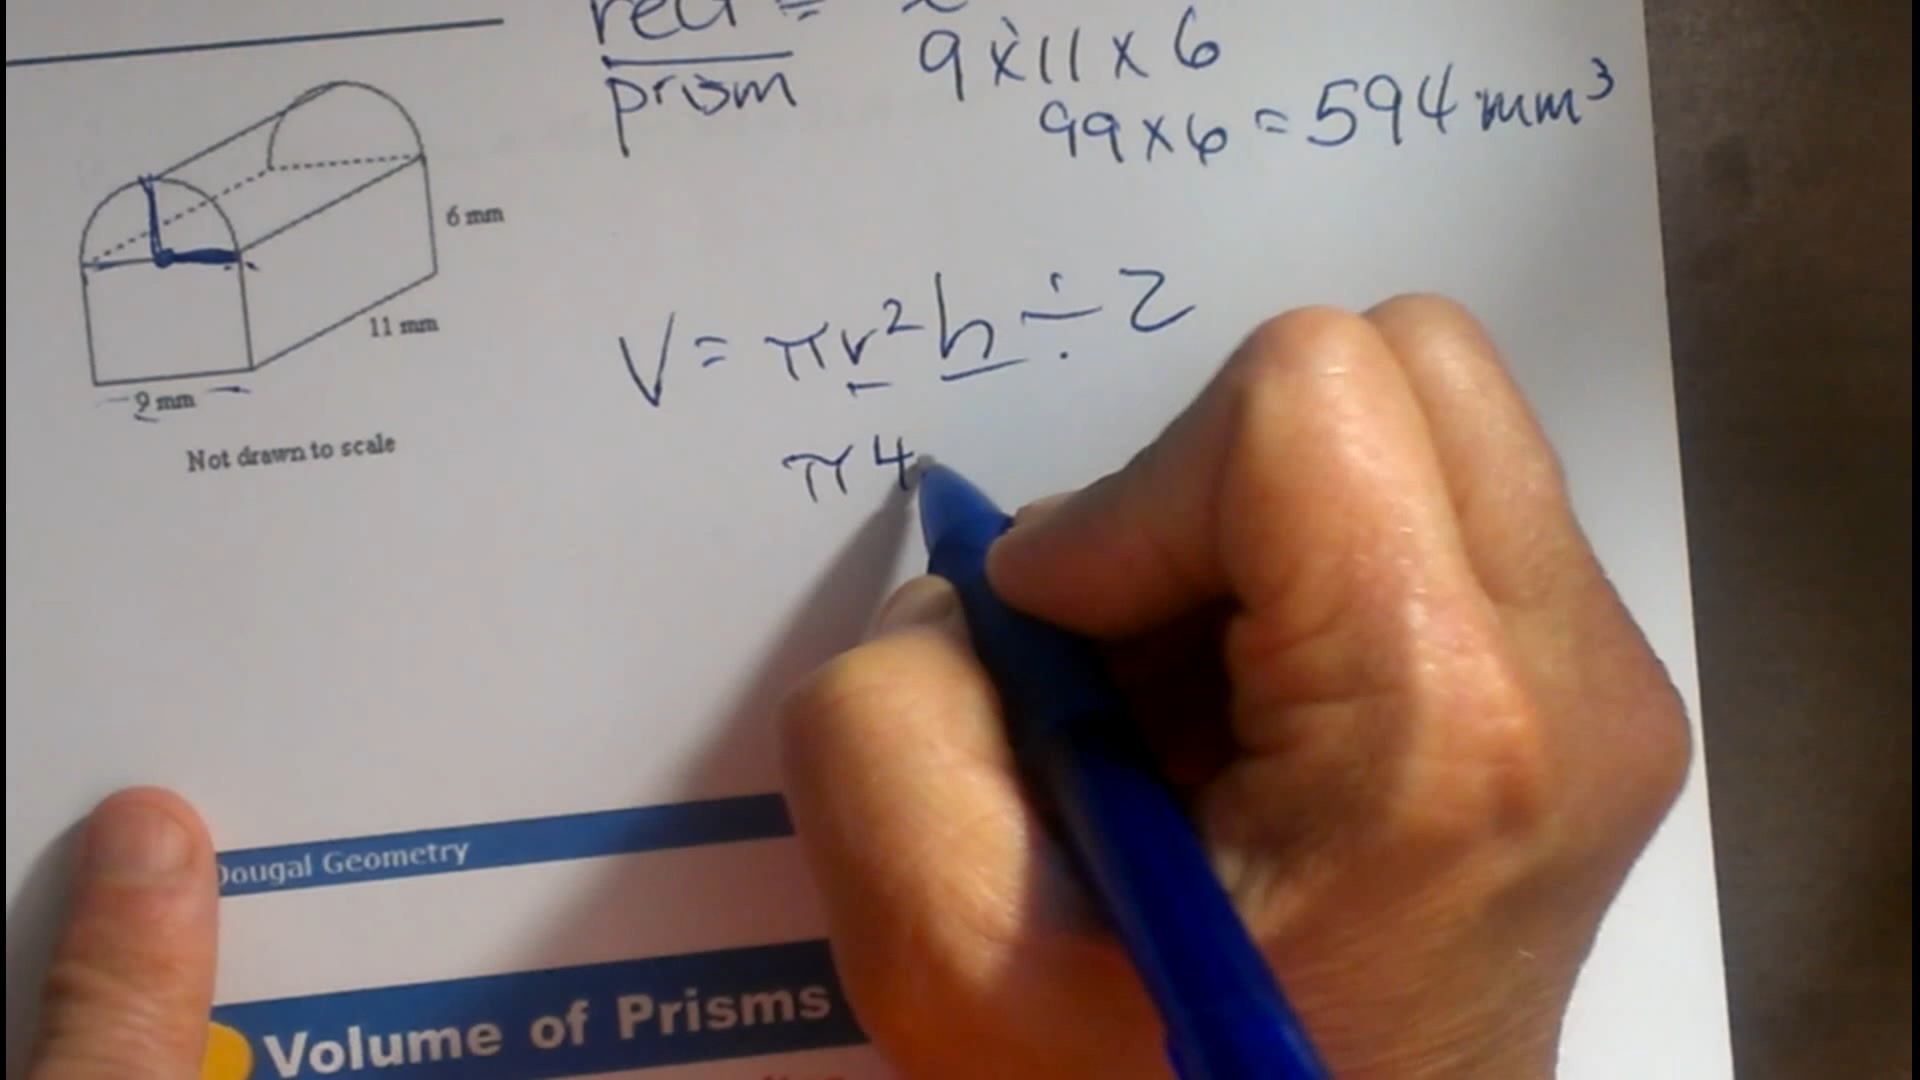 prism
9 x 11 x 6
99 x 6 = 594 mm³
6 mm
11 mm
9 mm
Not drawn to scale
V = πr²h ÷ 2
π4
Dougal Geometry
Volume of Prisms